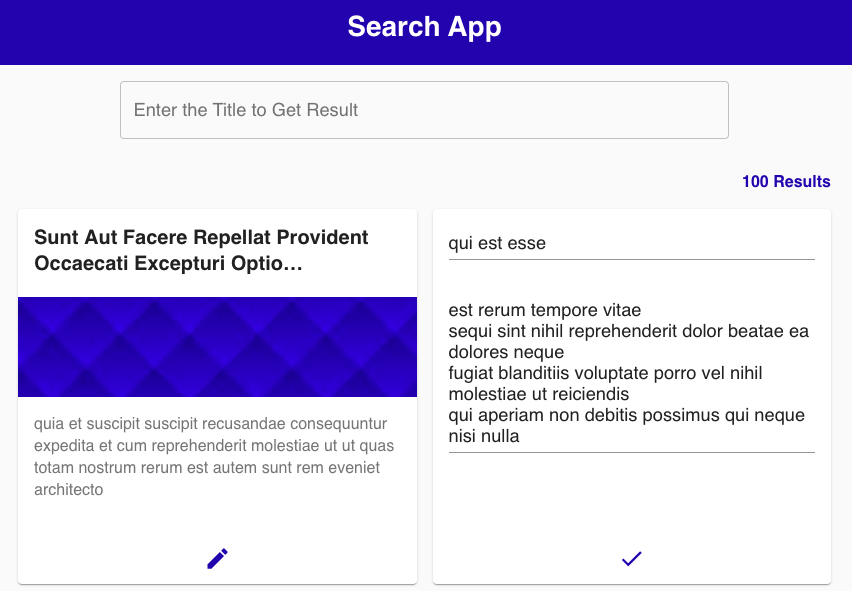 Search App
Enter the Title to Get Result
100 Results
Sunt Aut Facere Repellat Provident
Occaecati Excepturi Optio…
quia et suscipit suscipit recusandae consequuntur
expedita et cum reprehenderit molestiae ut ut quas
totam nostrum rerum est autem sunt rem eveniet
architecto
qui est esse
est rerum tempore vitae
sequi sint nihil reprehenderit dolor beatae ea
dolores neque
fugiat blanditiis voluptate porro vel nihil
molestiae ut reiciendis
qui aperiam non debitis possimus qui neque
nisi nulla